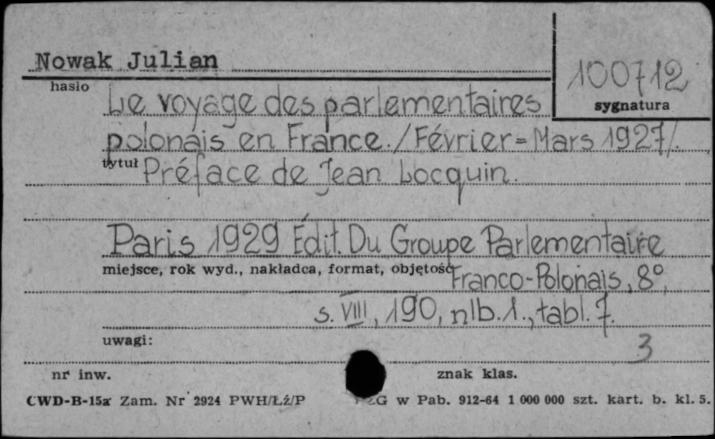 Nowak Julian
100712
hasło
sygnatura
Le voyage des parlementaires
polonais en France. /Février=Mars 1927/.
tytuł Préface de Jean Locquin.
Paris 1929 Édit. Du Groupe Parlementaire
miejsce, rok wyd., nakładca, format, objętość
Franco-Polonais, 8°,
s. VIII, 190, nlb. 1., tabl. 7.
uwagi:
3
nr inw. znak klas.
CWD-B-15a Zam. Nr 2924 PWH/Łź/P w Pab. 912-64 1 000 000 szt. kart. b. kl. 5.